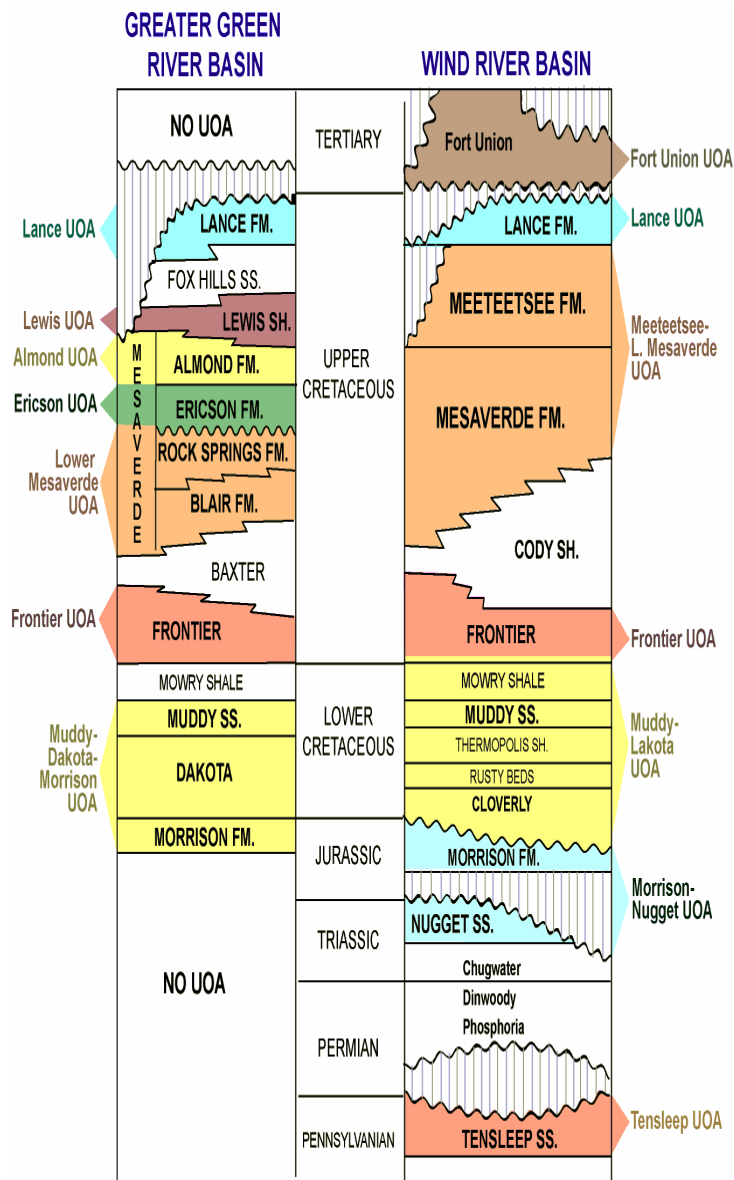 GREATER GREEN
RIVER BASIN
WIND RIVER BASIN
NO UOA
TERTIARY
Fort Union
Fort Union UOA
Lance UOA
LANCE FM.
LANCE FM.
Lance UOA
FOX HILLS SS.
Lewis UOA
LEWIS SH.
MEETEETSEE FM.
Meeteetsee-
L. Mesaverde
UOA
Almond UOA
MESAVERDE
ALMOND FM.
UPPER
CRETACEOUS
Ericson UOA
ERICSON FM.
MESAVERDE FM.
Lower
Mesaverde
UOA
ROCK SPRINGS FM.
BLAIR FM.
BAXTER
CODY SH.
Frontier UOA
FRONTIER
FRONTIER
Frontier UOA
MOWRY SHALE
MOWRY SHALE
Muddy-
Dakota-
Morrison
UOA
MUDDY SS.
LOWER
CRETACEOUS
MUDDY SS.
Muddy-
Lakota
UOA
THERMOPOLIS SH.
DAKOTA
RUSTY BEDS
CLOVERLY
MORRISON FM.
JURASSIC
MORRISON FM.
Morrison-
Nugget UOA
TRIASSIC
NUGGET SS.
Chugwater
NO UOA
Dinwoody
Phosphoria
PERMIAN
PENNSYLVANIAN
TENSLEEP SS.
Tensleep UOA